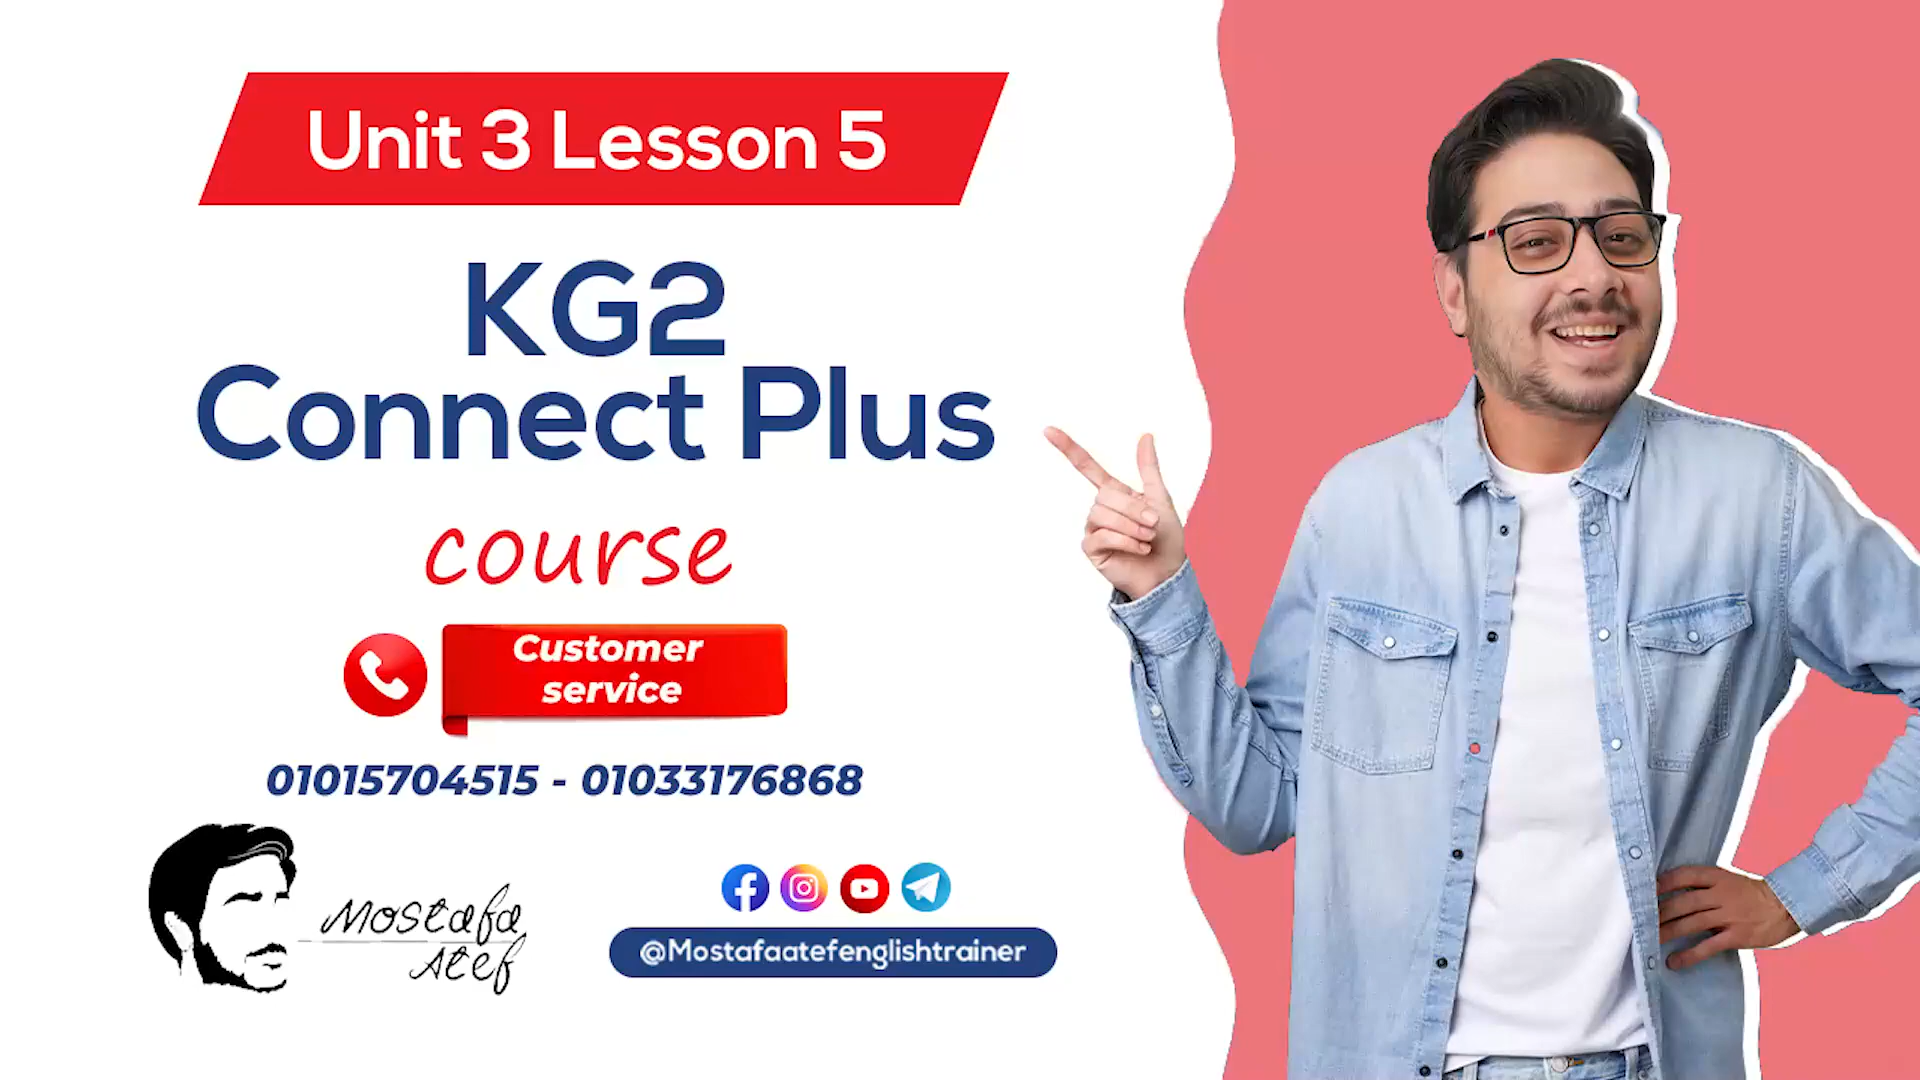 Unit 3 Lesson 5
KG2
Connect Plus
course
Customer
service
01015704515 - 01033176868
Mostafa
Atef
@Mostafaatefenglishtrainer